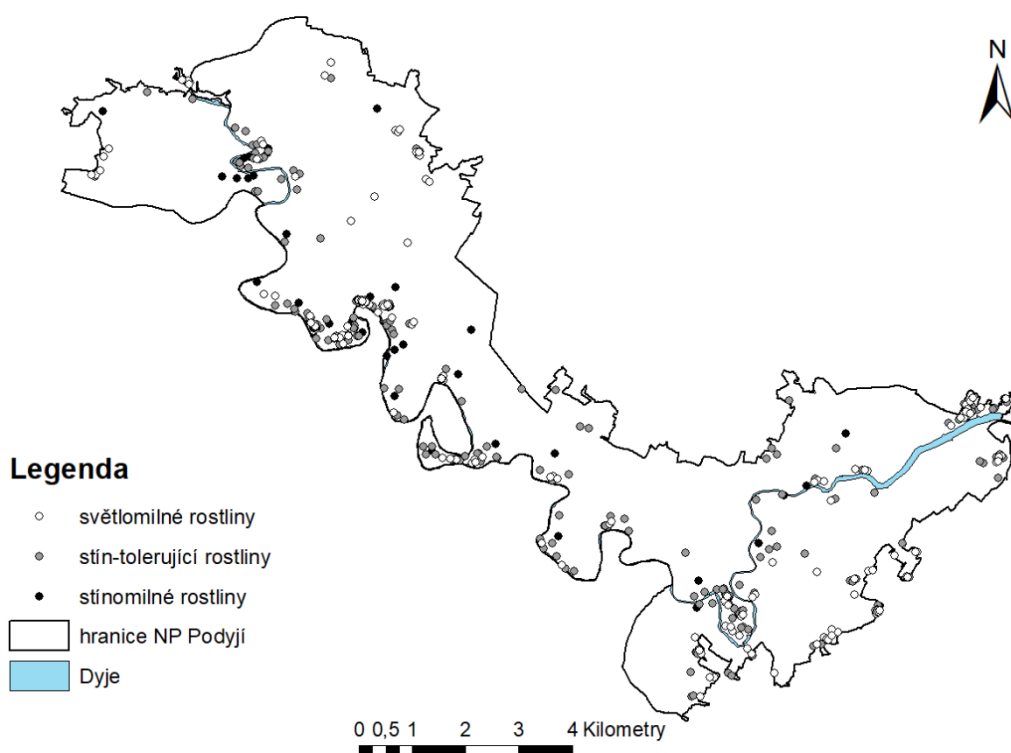 N
Legenda
světlomilné rostliny
stín-tolerující rostliny
stínomilné rostliny
hranice NP Podyjí
Dyje
0 0,5 1 2 3 4 Kilometry